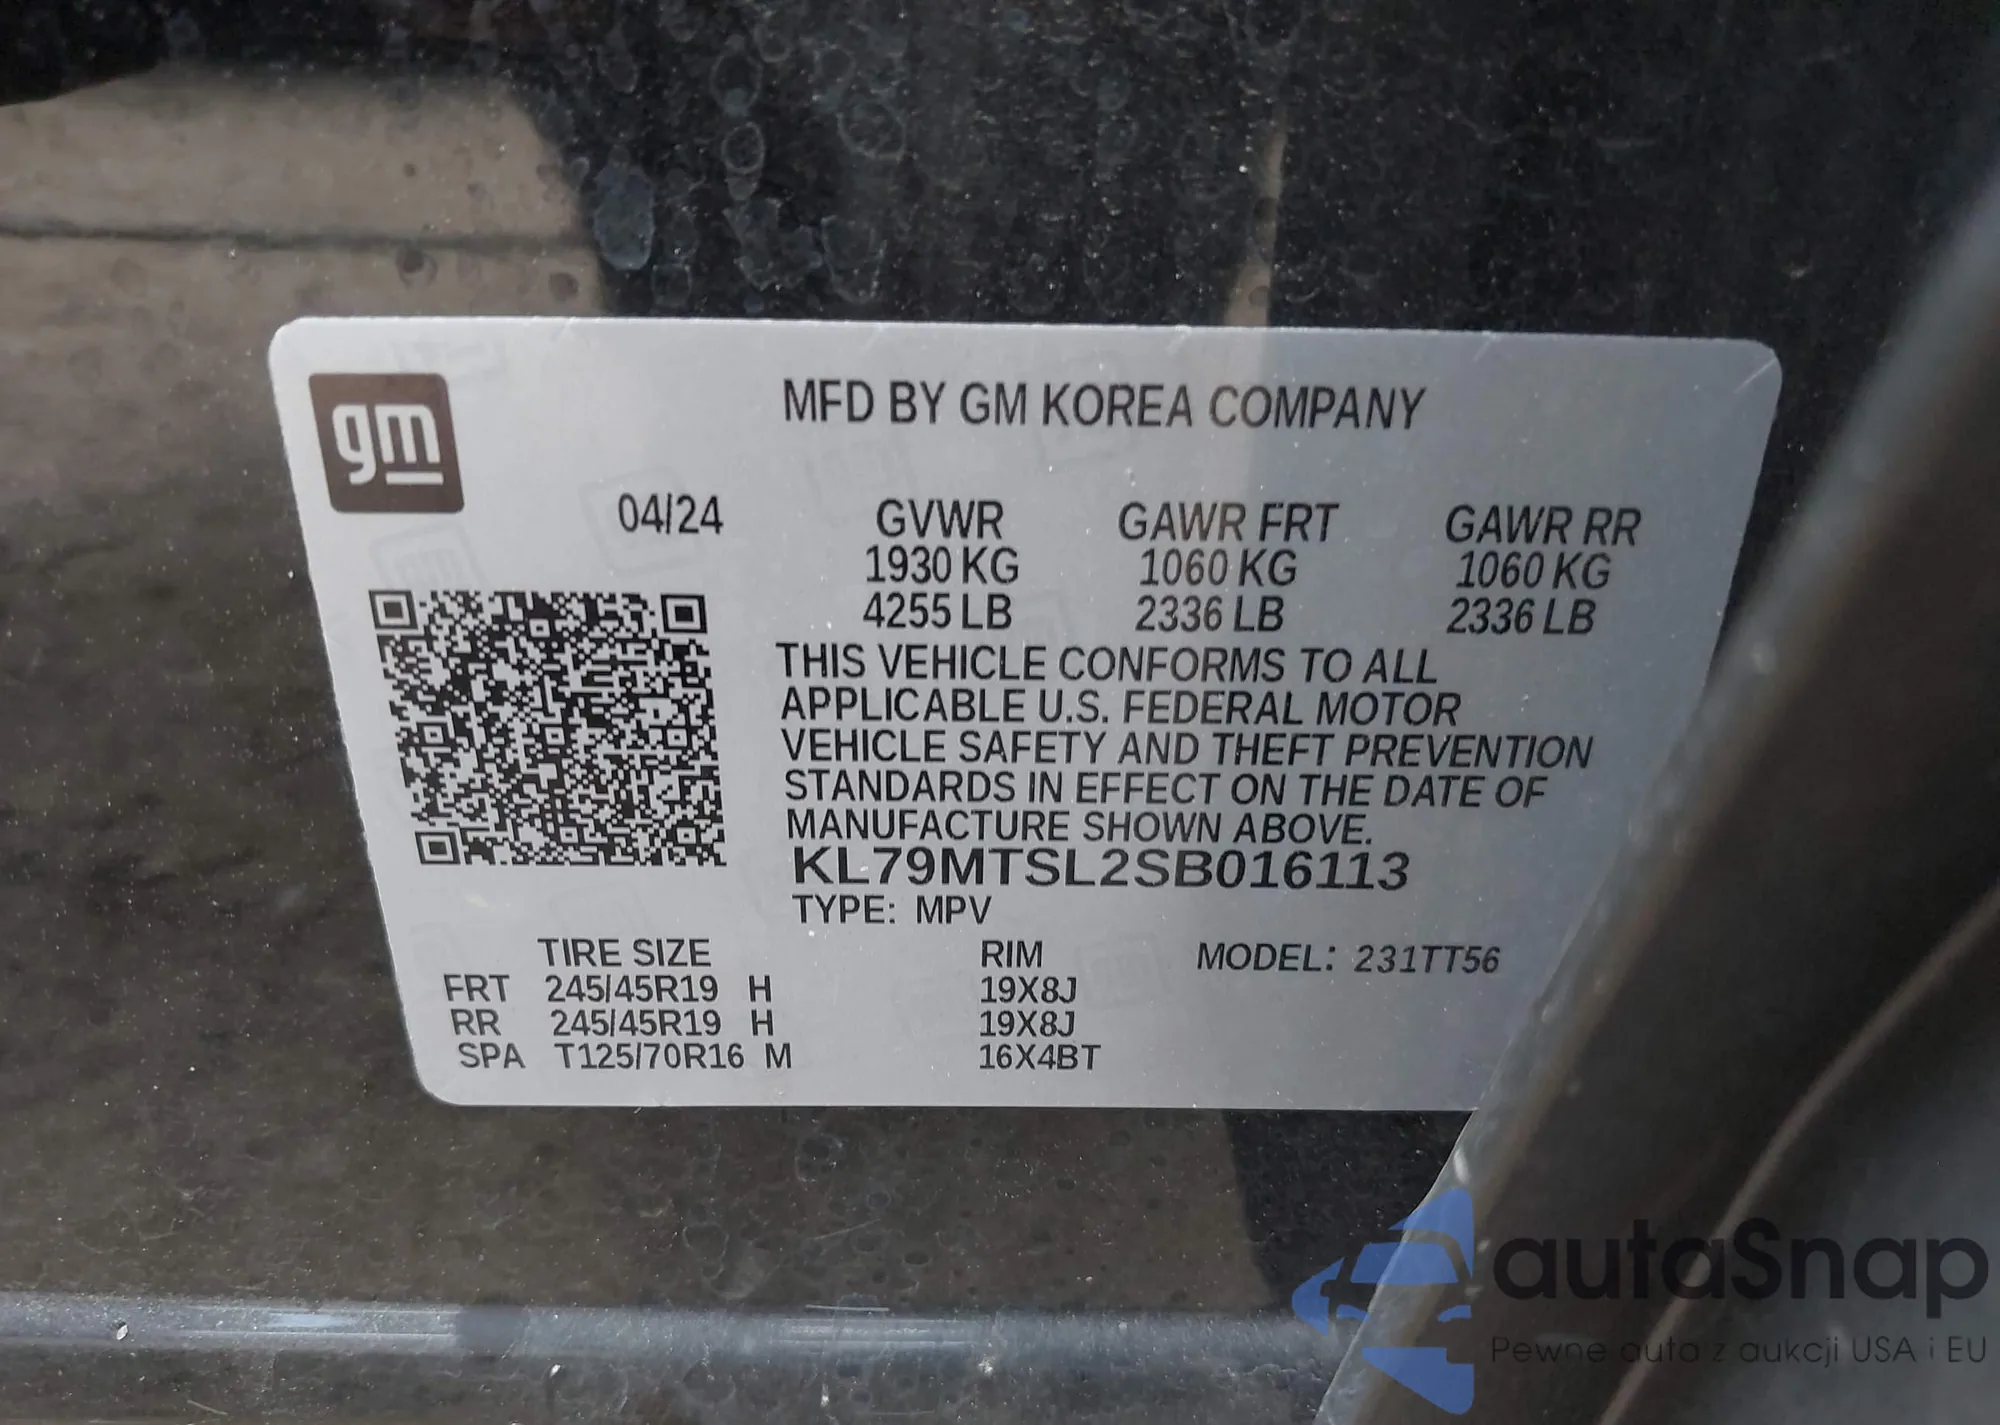 gm
MFD BY GM KOREA COMPANY
04/24 GVWR GAWR FRT GAWR RR
1930 KG 1060 KG 1060 KG
4255 LB 2336 LB 2336 LB
THIS VEHICLE CONFORMS TO ALL
APPLICABLE U.S. FEDERAL MOTOR
VEHICLE SAFETY AND THEFT PREVENTION
STANDARDS IN EFFECT ON THE DATE OF
MANUFACTURE SHOWN ABOVE.
KL79MTSL2SB016113
TYPE: MPV
TIRE SIZE RIM MODEL: 231TT56
FRT 245/45R19 H 19X8J
RR 245/45R19 H 19X8J
SPA T125/70R16 M 16X4BT
autaSnap
Pewne auta z aukcji USA i EU